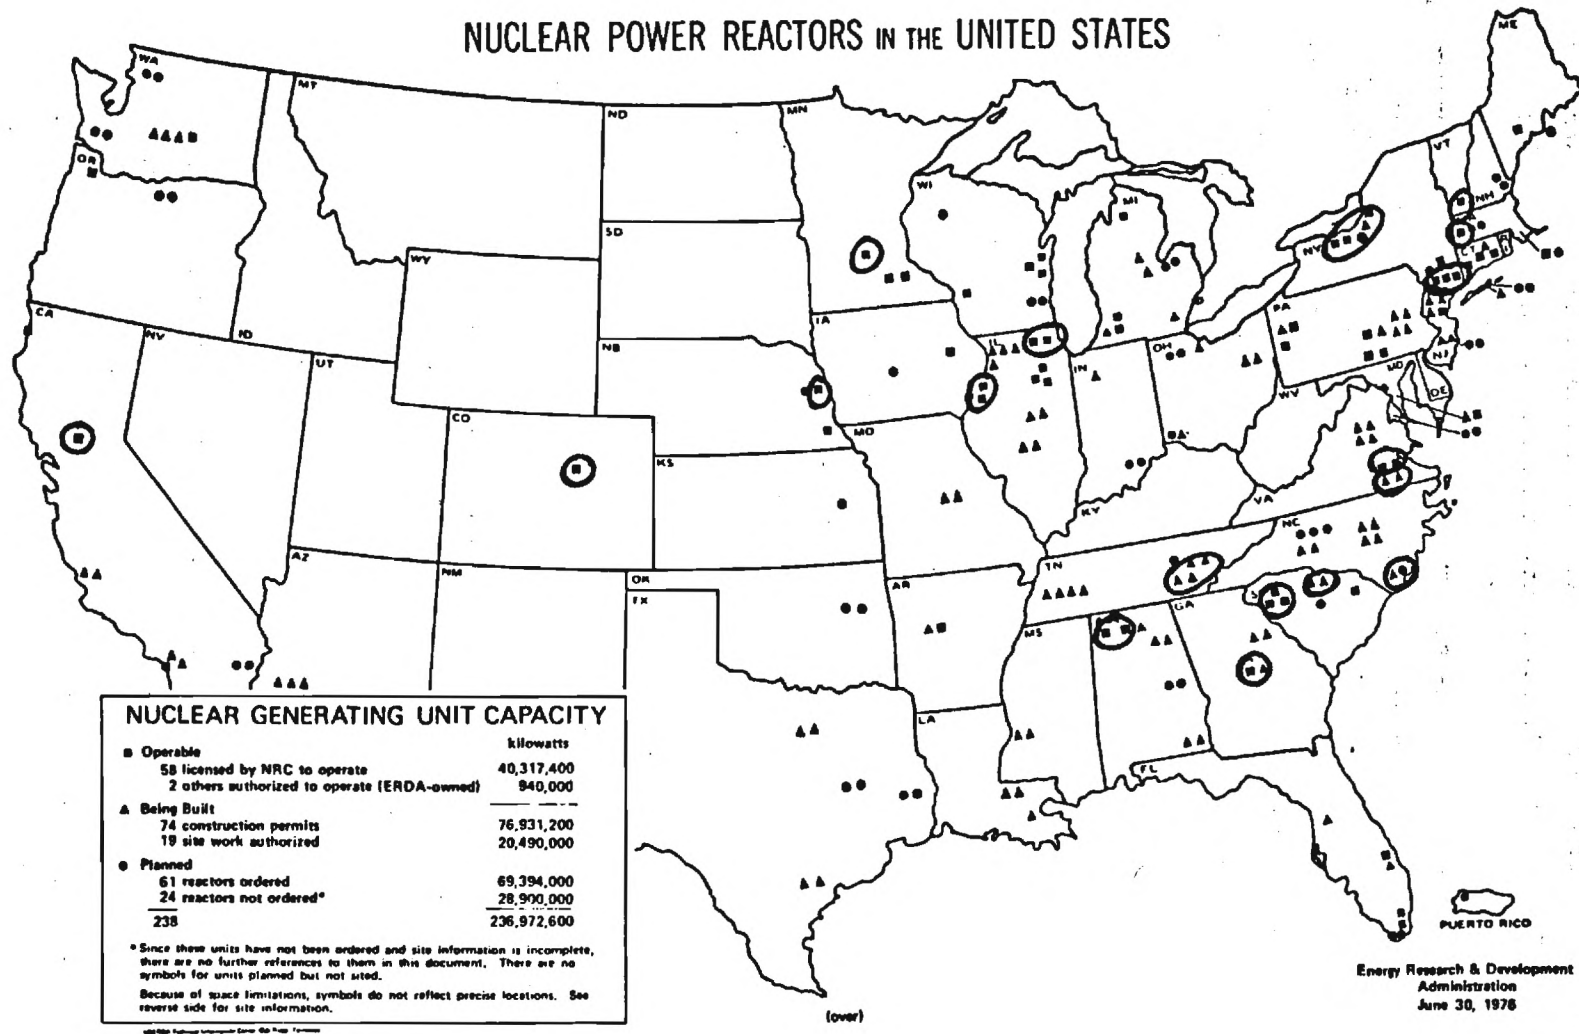 NUCLEAR POWER REACTORS IN THE UNITED STATES
ME
WA
MT
ND
MN
VT
OR
WI
MI
NH
SD
NY
CT
RI
WY
CA
NV
ID
IA
PA
UT
NB
IL
OH
NJ
IN
MD
DE
WV
CO
MO
KS
KY
VA
NC
AZ
NM
TN
OK
AR
TX
GA
S
MS
LA
FL
NUCLEAR GENERATING UNIT CAPACITY
kilowatts
■ Operable
58 licensed by NRC to operate 40,317,400
2 others authorized to operate (ERDA-owned) 940,000
▲ Being Built
74 construction permits 76,931,200
19 site work authorized 20,490,000
● Planned
61 reactors ordered 69,394,000
24 reactors not ordered* 28,900,000
238 236,972,600
* Since these units have not been ordered and site information is incomplete,
there are no further references to them in this document. There are no
symbols for units planned but not sited.
Because of space limitations, symbols do not reflect precise locations. See
reverse side for site information.
PUERTO RICO
Energy Research & Development
Administration
June 30, 1976
(over)